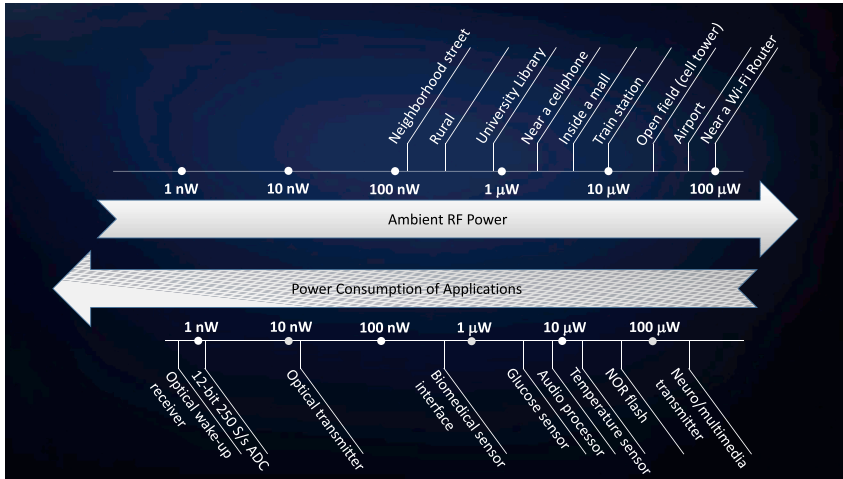 Neighborhood street
Rural
University Library
Near a cellphone
Inside a mall
Train station
Open field (cell tower)
Airport
Near a Wi-Fi Router
1 nW
10 nW
100 nW
1 µW
10 µW
100 µW
Ambient RF Power
Power Consumption of Applications
1 nW
10 nW
100 nW
1 µW
10 µW
100 µW
Optical wake-up
receiver
12-bit 250 S/s ADC
Optical transmitter
Biomedical sensor
interface
Glucose sensor
Audio processor
Temperature sensor
NOR flash
Neuro/multimedia
transmitter